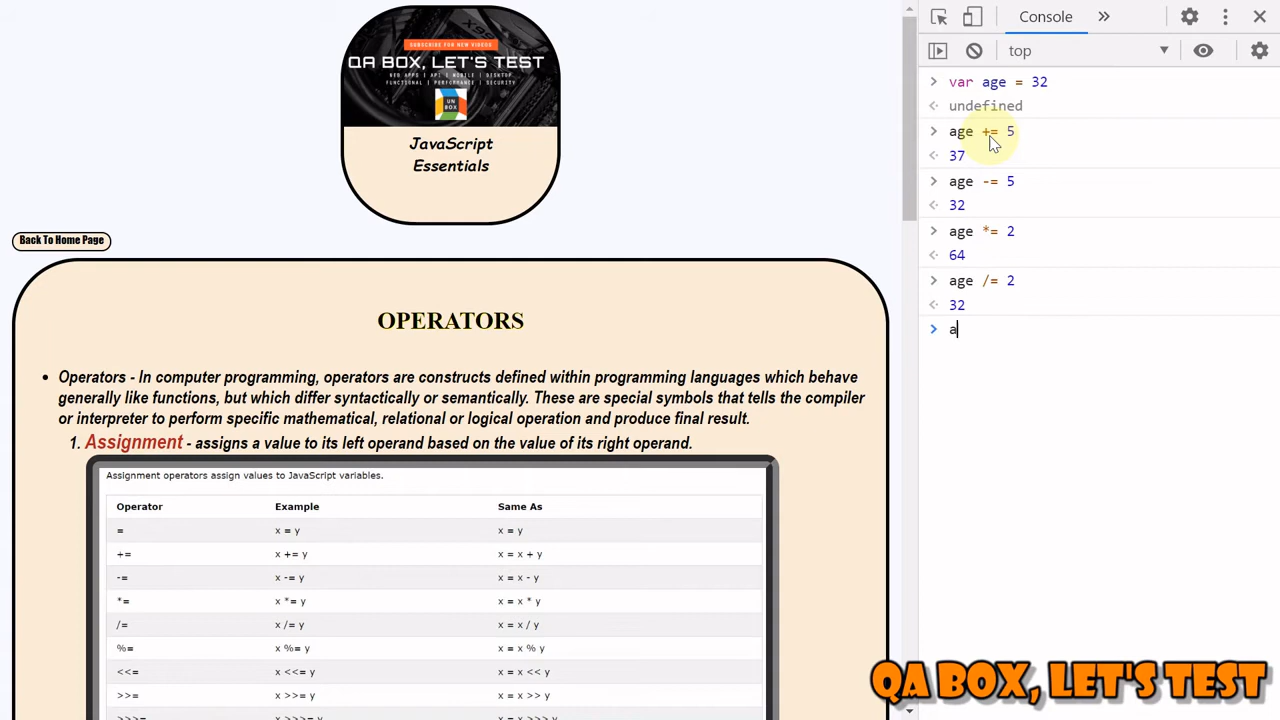 SUBSCRIBE FOR NEW VIDEOS
QA BOX, LET'S TEST
WEB APPS | API | MOBILE | DESKTOP
FUNCTIONAL | PERFORMANCE | SECURITY
UN
BOX
JavaScript
Essentials
Back To Home Page
OPERATORS
• Operators - In computer programming, operators are constructs defined within programming languages which behave
generally like functions, but which differ syntactically or semantically. These are special symbols that tells the compiler
or interpreter to perform specific mathematical, relational or logical operation and produce final result.
1. Assignment - assigns a value to its left operand based on the value of its right operand.
Assignment operators assign values to JavaScript variables.
Operator Example Same As
= x = y x = y
+= x += y x = x + y
-= x -= y x = x - y
*= x *= y x = x * y
/= x /= y x = x / y
%= x %= y x = x % y
<<= x <<= y x = x << y
>>= x >>= y x = x >> y
>>>= x >>>= y x = x >>> y
Console
top
> var age = 32
undefined
> age += 5
37
> age -= 5
32
> age *= 2
64
> age /= 2
32
> a
QA BOX, LET'S TEST